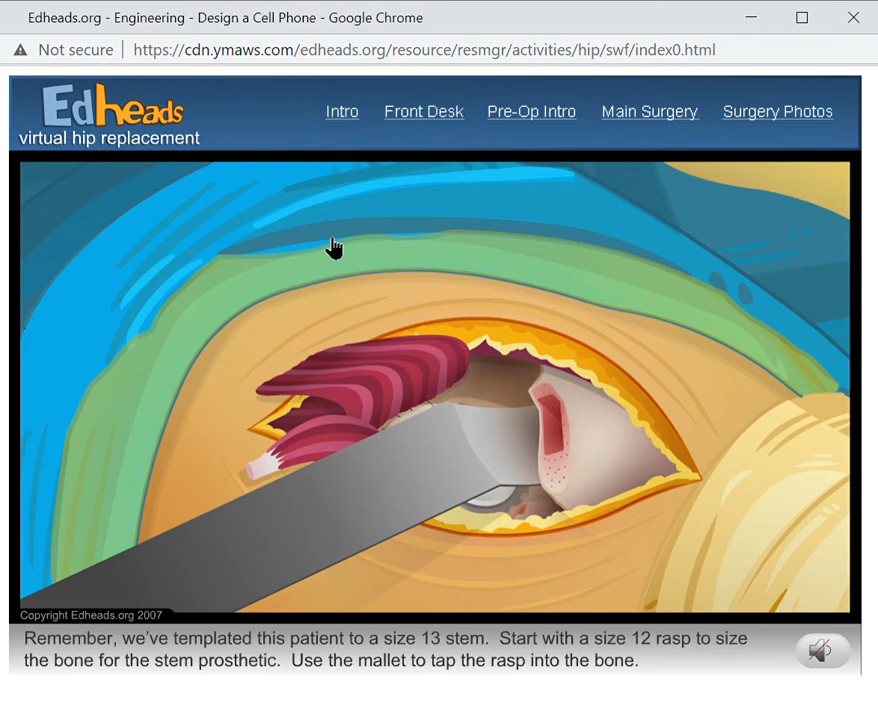 Edheads.org - Engineering - Design a Cell Phone - Google Chrome
Not secure | https://cdn.ymaws.com/edheads.org/resource/resmgr/activities/hip/swf/index0.html
Edheads
virtual hip replacement
Intro Front Desk Pre-Op Intro Main Surgery Surgery Photos
Copyright Edheads.org 2007
Remember, we've templated this patient to a size 13 stem. Start with a size 12 rasp to size
the bone for the stem prosthetic. Use the mallet to tap the rasp into the bone.